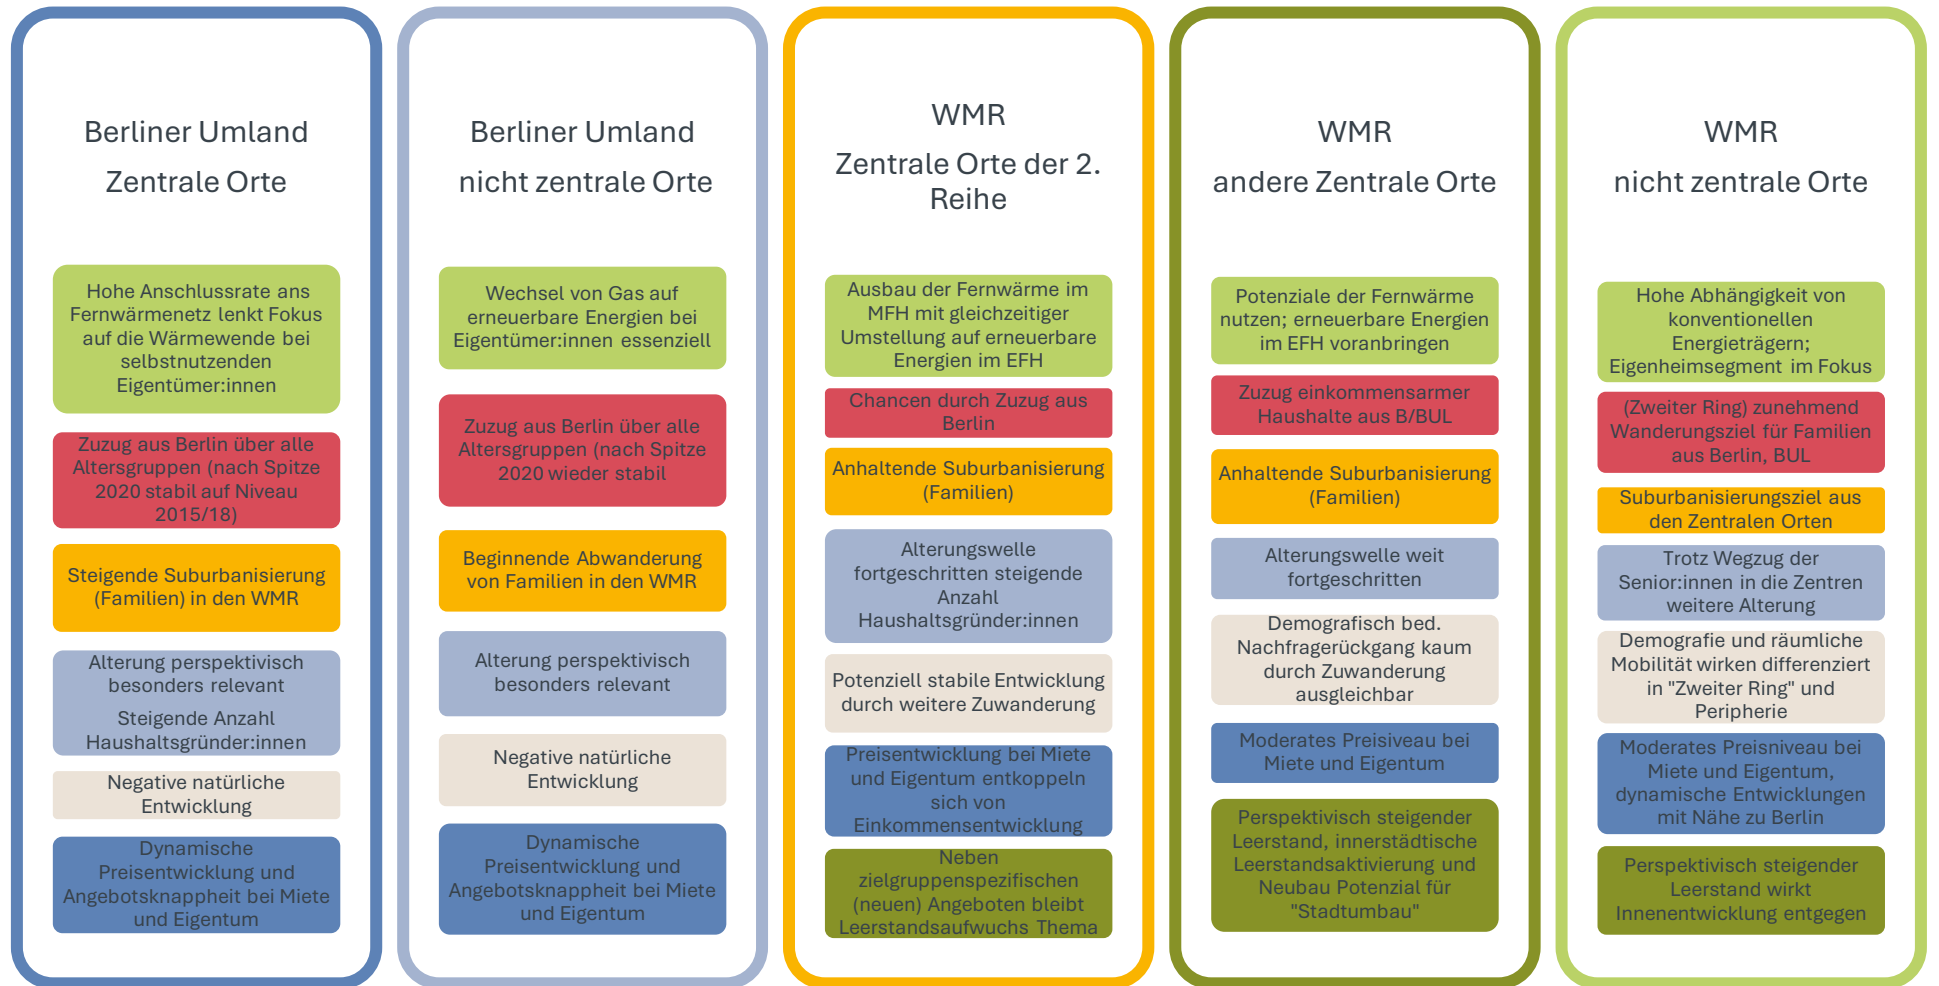 Berliner Umland
Zentrale Orte
Hohe Anschlussrate ans
Fernwärmenetz lenkt Fokus
auf die Wärmewende bei
selbstnutzenden
Eigentümer:innen
Zuzug aus Berlin über alle
Altersgruppen (nach Spitze
2020 stabil auf Niveau
2015/18)
Steigende Suburbanisierung
(Familien) in den WMR
Alterung perspektivisch
besonders relevant
Steigende Anzahl
Haushaltsgründer:innen
Negative natürliche
Entwicklung
Dynamische
Preisentwicklung und
Angebotsknappheit bei Miete
und Eigentum
Berliner Umland
nicht zentrale Orte
Wechsel von Gas auf
erneuerbare Energien bei
Eigentümer:innen essenziell
Zuzug aus Berlin über alle
Altersgruppen (nach Spitze
2020 wieder stabil
Beginnende Abwanderung
von Familien in den WMR
Alterung perspektivisch
besonders relevant
Negative natürliche
Entwicklung
Dynamische
Preisentwicklung und
Angebotsknappheit bei Miete
und Eigentum
WMR
Zentrale Orte der 2.
Reihe
Ausbau der Fernwärme im
MFH mit gleichzeitiger
Umstellung auf erneuerbare
Energien im EFH
Chancen durch Zuzug aus
Berlin
Anhaltende Suburbanisierung
(Familien)
Alterungswelle
fortgeschritten steigende
Anzahl
Haushaltsgründer:innen
Potenziell stabile Entwicklung
durch weitere Zuwanderung
Preisentwicklung bei Miete
und Eigentum entkoppeln
sich von
Einkommensentwicklung
Neben
zielgruppenspezifischen
(neuen) Angeboten bleibt
Leerstandsaufwuchs Thema
WMR
andere Zentrale Orte
Potenziale der Fernwärme
nutzen; erneuerbare Energien
im EFH voranbringen
Zuzug einkommensarmer
Haushalte aus B/BUL
Anhaltende Suburbanisierung
(Familien)
Alterungswelle weit
fortgeschritten
Demografisch bed.
Nachfragerückgang kaum
durch Zuwanderung
ausgleichbar
Moderates Preisiveau bei
Miete und Eigentum
Perspektivisch steigender
Leerstand, innerstädtische
Leerstandsaktivierung und
Neubau Potenzial für
"Stadtumbau"
WMR
nicht zentrale Orte
Hohe Abhängigkeit von
konventionellen
Energieträgern;
Eigenheimsegment im Fokus
(Zweiter Ring) zunehmend
Wanderungsziel für Familien
aus Berlin, BUL
Suburbanisierungsziel aus
den Zentralen Orten
Trotz Wegzug der
Senior:innen in die Zentren
weitere Alterung
Demografie und räumliche
Mobilität wirken differenziert
in "Zweiter Ring" und
Peripherie
Moderates Preisniveau bei
Miete und Eigentum,
dynamische Entwicklungen
mit Nähe zu Berlin
Perspektivisch steigender
Leerstand wirkt
Innenentwicklung entgegen